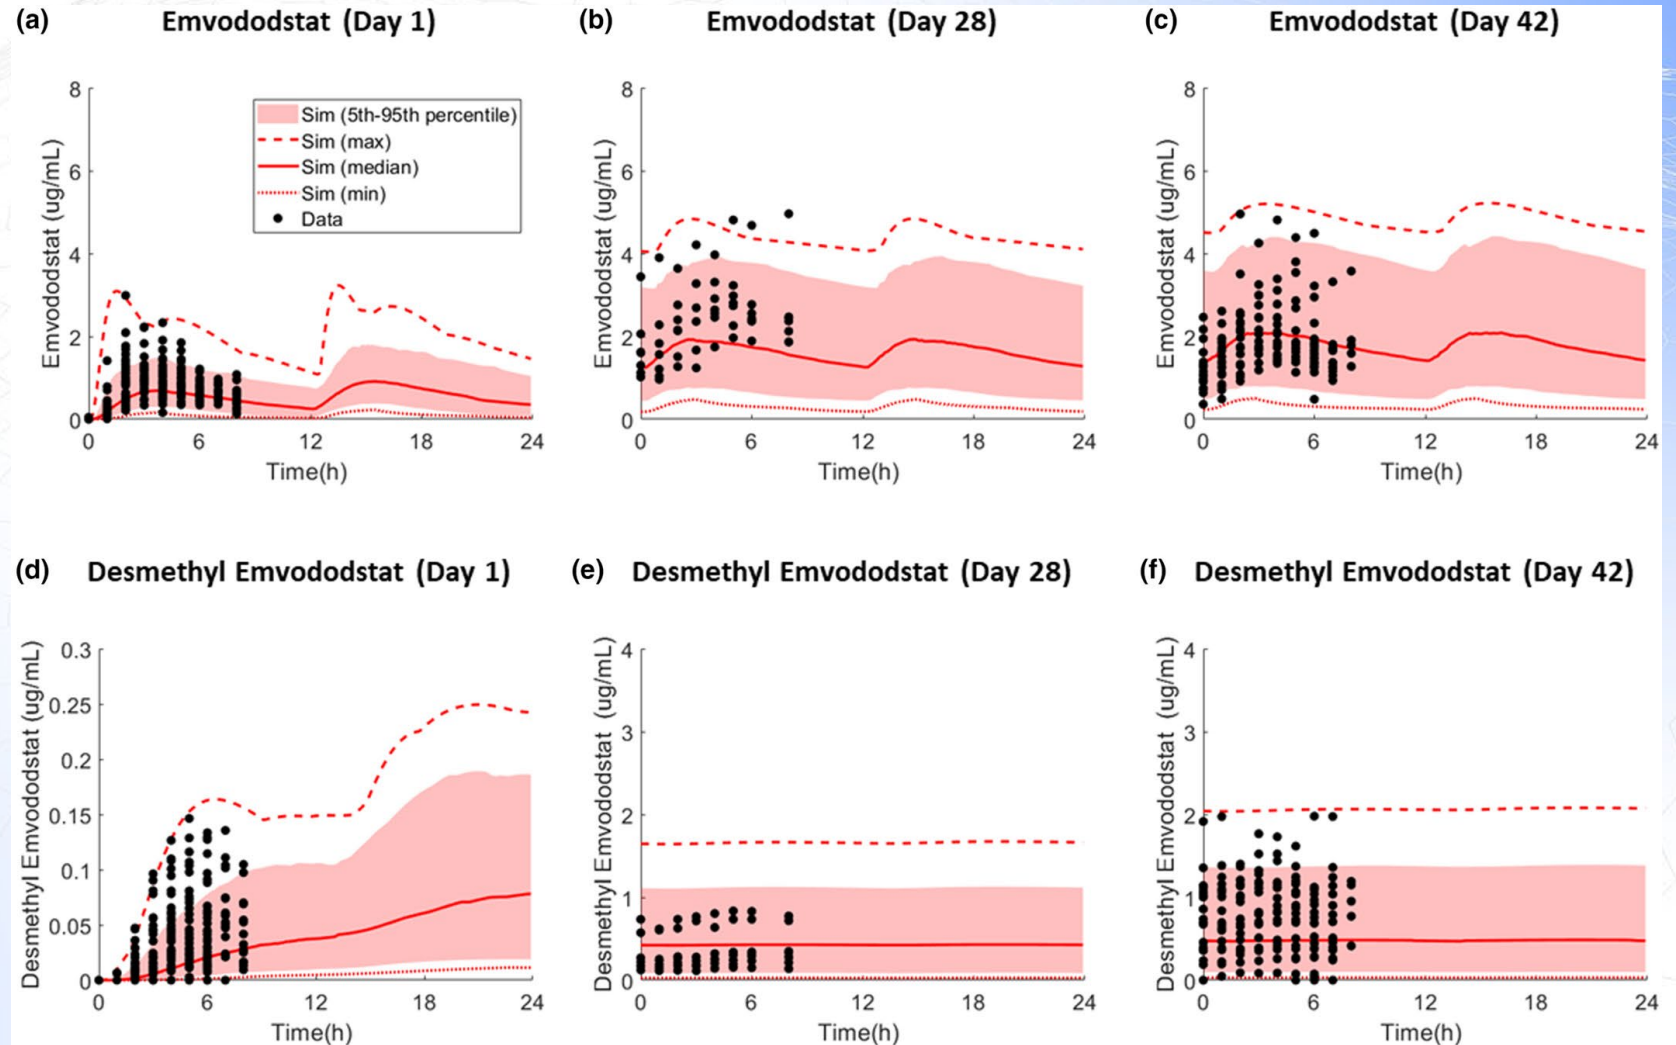 (a) Emvododstat (Day 1)
(b) Emvododstat (Day 28)
(c) Emvododstat (Day 42)
Emvododstat (ug/mL)
8
6
4
2
0
0 6 12 18 24
Time(h)
Sim (5th-95th percentile)
Sim (max)
Sim (median)
Sim (min)
Data
Emvododstat (ug/mL)
8
6
4
2
0
0 6 12 18 24
Time(h)
Emvododstat (ug/mL)
8
6
4
2
0
0 6 12 18 24
Time(h)
(d) Desmethyl Emvododstat (Day 1)
(e) Desmethyl Emvododstat (Day 28)
(f) Desmethyl Emvododstat (Day 42)
Desmethyl Emvododstat (ug/mL)
0.3
0.25
0.2
0.15
0.1
0.05
0
0 6 12 18 24
Time(h)
Desmethyl Emvododstat (ug/mL)
4
3
2
1
0
0 6 12 18 24
Time(h)
Desmethyl Emvododstat (ug/mL)
4
3
2
1
0
0 6 12 18 24
Time(h)